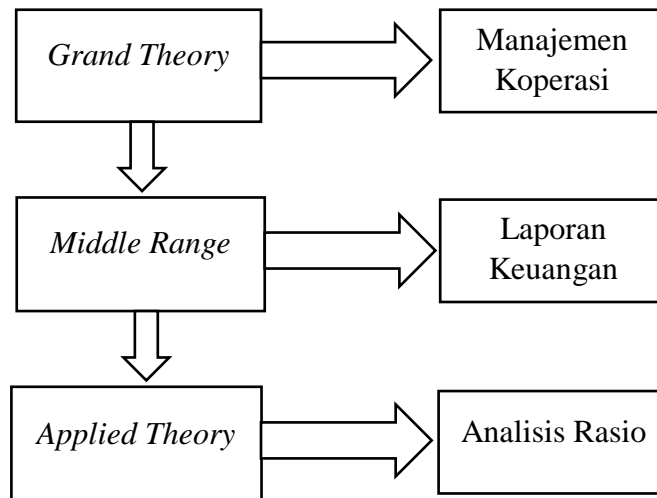 Grand Theory
Manajemen
Koperasi
Middle Range
Laporan
Keuangan
Applied Theory
Analisis Rasio